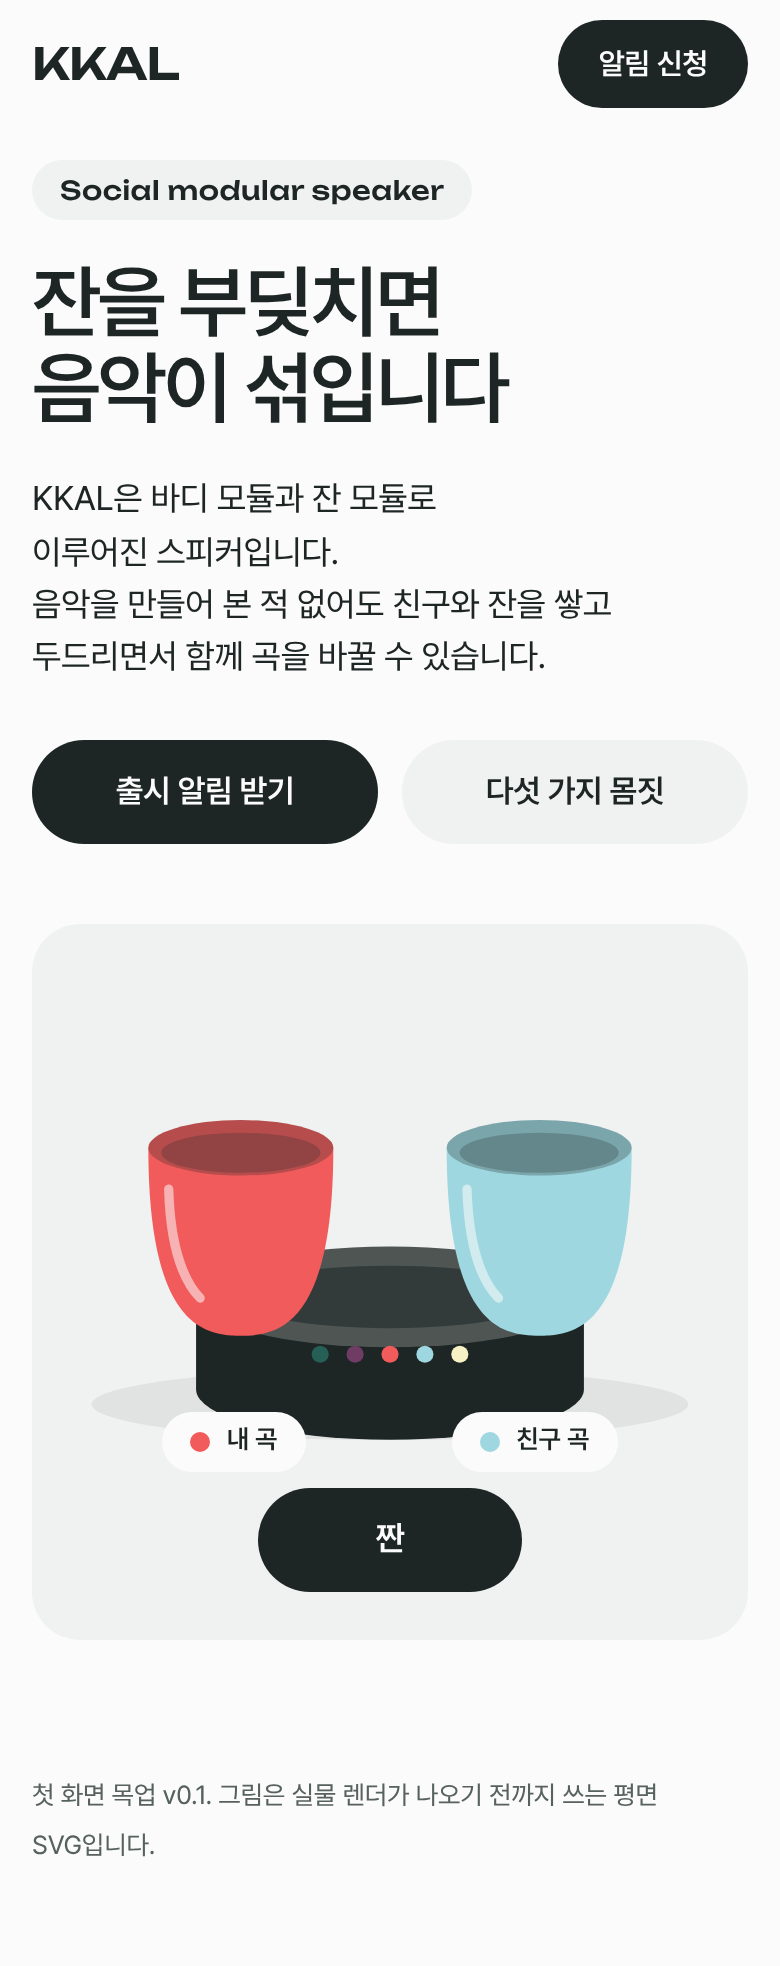 KKAL
알림 신청
Social modular speaker
잔을 부딪치면
음악이 섞입니다
KKAL은 바디 모듈과 잔 모듈로
이루어진 스피커입니다.
음악을 만들어 본 적 없어도 친구와 잔을 쌓고
두드리면서 함께 곡을 바꿀 수 있습니다.
출시 알림 받기
다섯 가지 몸짓
내 곡
친구 곡
짠
첫 화면 목업 v0.1. 그림은 실물 렌더가 나오기 전까지 쓰는 평면
SVG입니다.